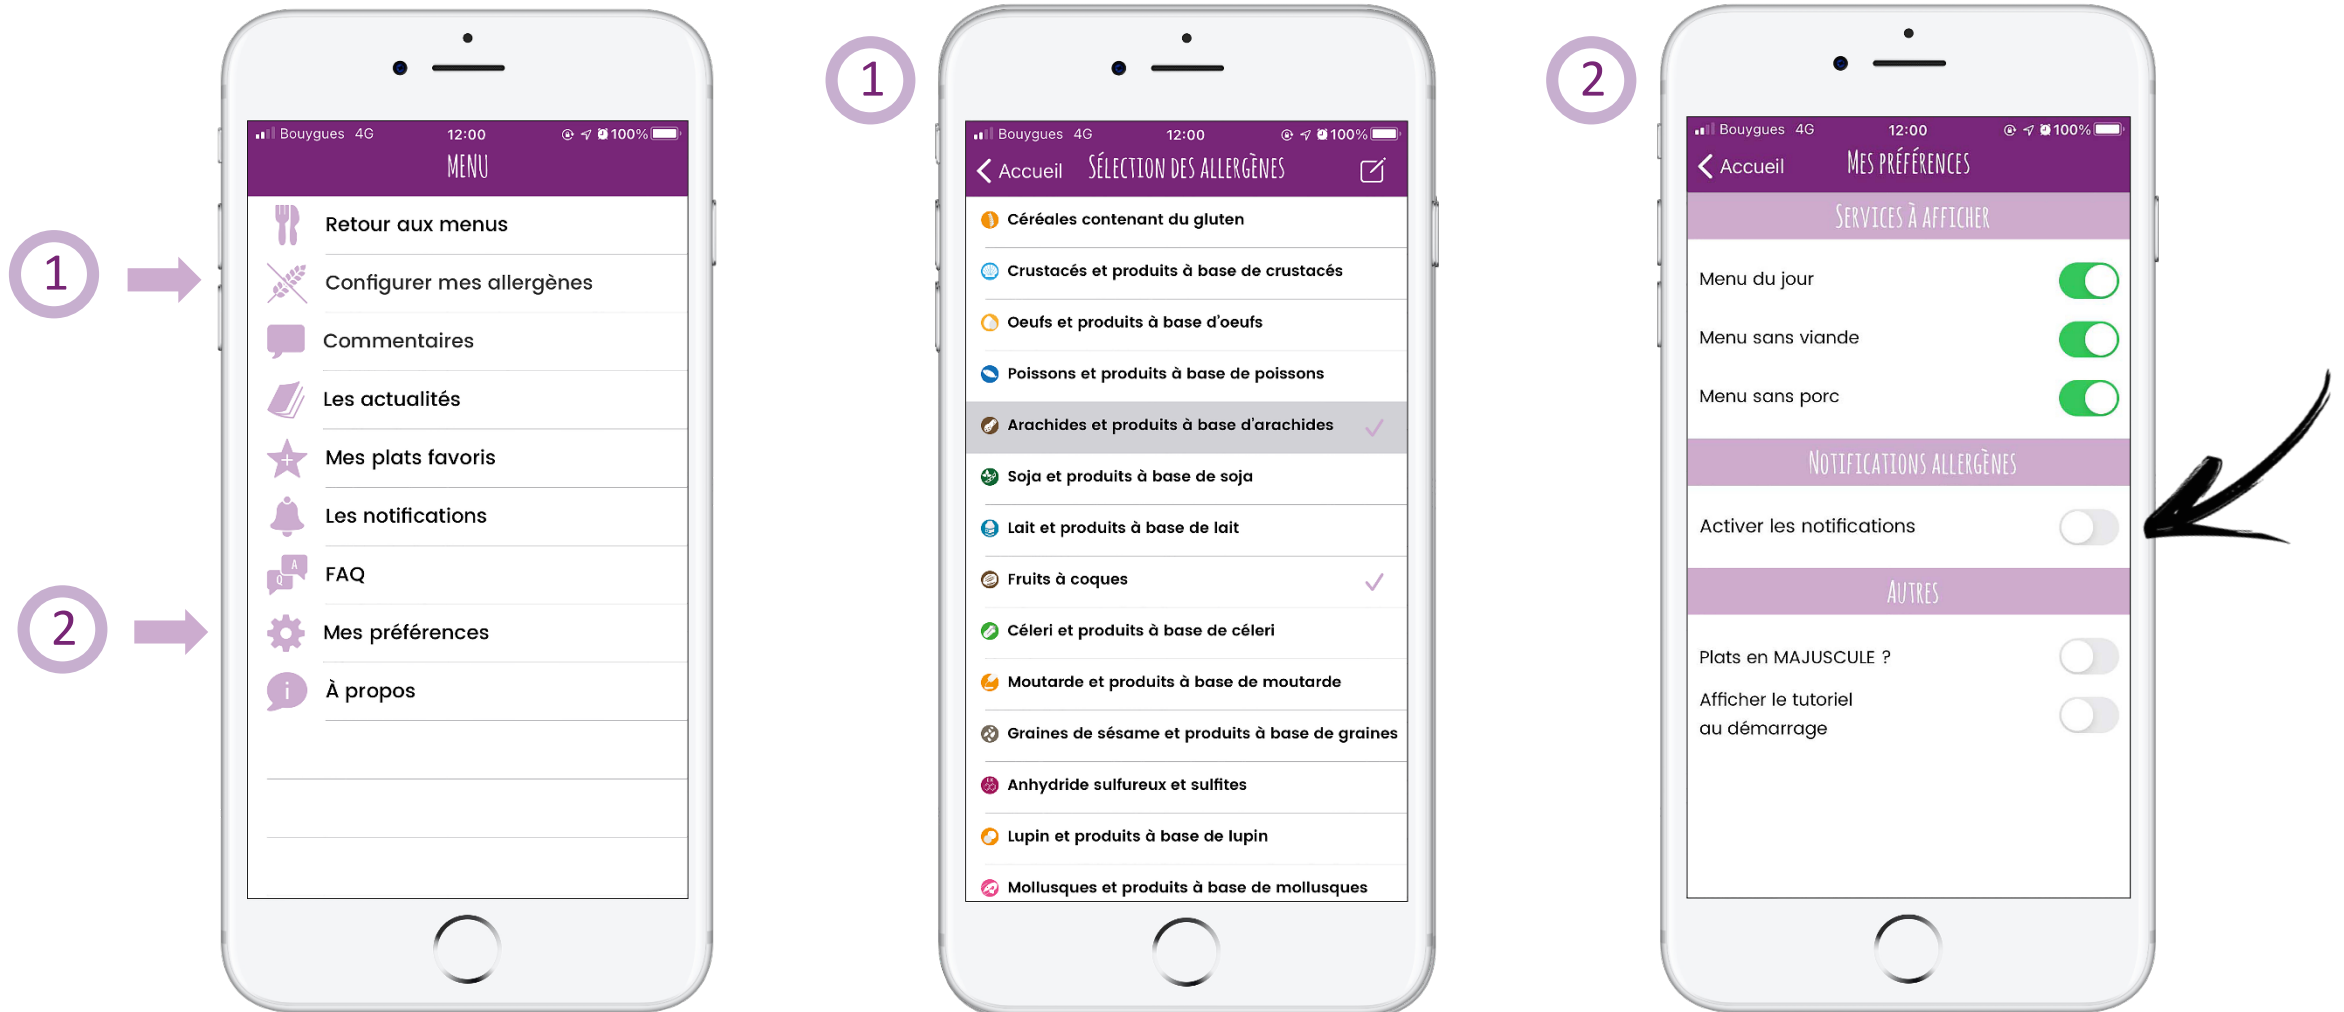 1
2
Bouygues 4G 12:00 100%
MENU
Retour aux menus
Configurer mes allergènes
Commentaires
Les actualités
Mes plats favoris
Les notifications
Q A
FAQ
Mes préférences
i
À propos
1
Bouygues 4G 12:00 100%
Accueil SÉLECTION DES ALLERGÈNES
Céréales contenant du gluten
Crustacés et produits à base de crustacés
Oeufs et produits à base d'oeufs
Poissons et produits à base de poissons
Arachides et produits à base d'arachides
Soja et produits à base de soja
Lait et produits à base de lait
Fruits à coques
Céleri et produits à base de céleri
Moutarde et produits à base de moutarde
Graines de sésame et produits à base de graines
Anhydride sulfureux et sulfites
Lupin et produits à base de lupin
Mollusques et produits à base de mollusques
2
Bouygues 4G 12:00 100%
Accueil MES PRÉFÉRENCES
SERVICES À AFFICHER
Menu du jour
Menu sans viande
Menu sans porc
NOTIFICATIONS ALLERGÈNES
Activer les notifications
AUTRES
Plats en MAJUSCULE ?
Afficher le tutoriel
au démarrage